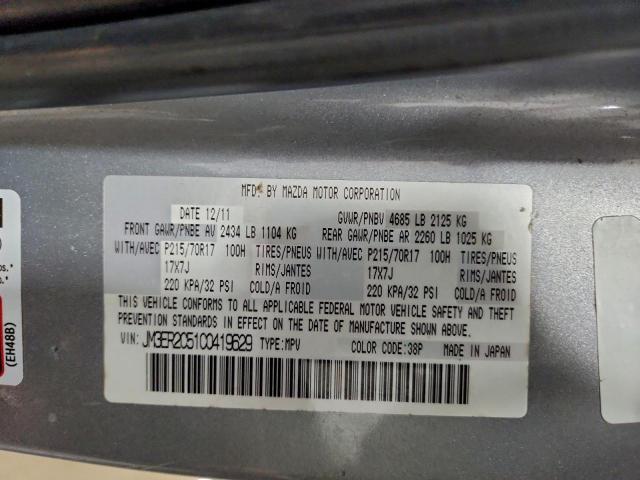 MFD. BY MAZDA MOTOR CORPORATION
DATE 12/11 GVWR/PNBV 4685 LB 2125 KG
FRONT GAWR/PNBE AV 2434 LB 1104 KG REAR GAWR/PNBE AR 2260 LB 1025 KG
WITH/AVEC P215/70R17 100H TIRES/PNEUS WITH/AVEC P215/70R17 100H TIRES/PNEUS
17X7J RIMS/JANTES 17X7J RIMS/JANTES
220 KPA/32 PSI COLD/A FROID 220 KPA/32 PSI COLD/A FROID
THIS VEHICLE CONFORMS TO ALL APPLICABLE FEDERAL MOTOR VEHICLE SAFETY AND THEFT
PREVENTION STANDARDS IN EFFECT ON THE DATE OF MANUFACTURE SHOWN ABOVE.
VIN: JM3ER2C51C0419629 TYPE:MPV COLOR CODE:38P MADE IN JAPAN
(EH48B)